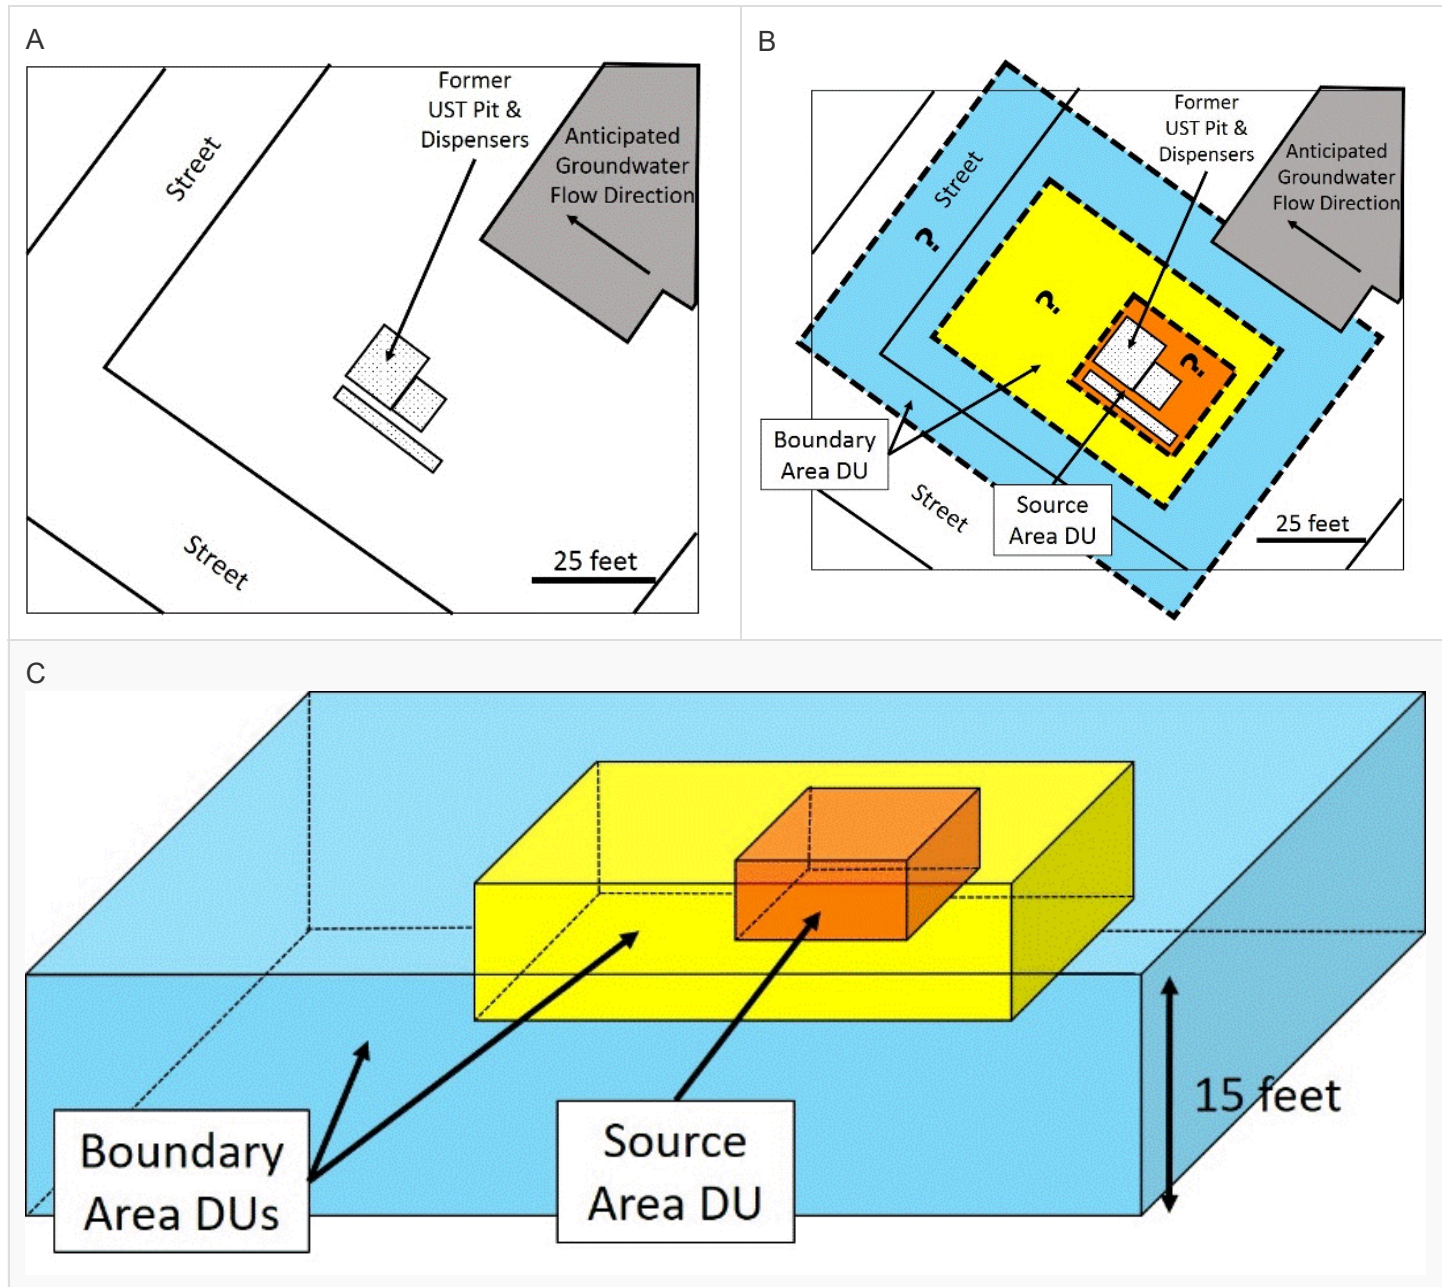 A
Former
UST Pit &
Dispensers
Anticipated
Groundwater
Flow Direction
Street
Street
25 feet
B
Former
UST Pit &
Dispensers
Anticipated
Groundwater
Flow Direction
Street
?
?
?
Boundary
Area DU
Source
Area DU
Street
25 feet
C
15 feet
Boundary
Area DUs
Source
Area DU